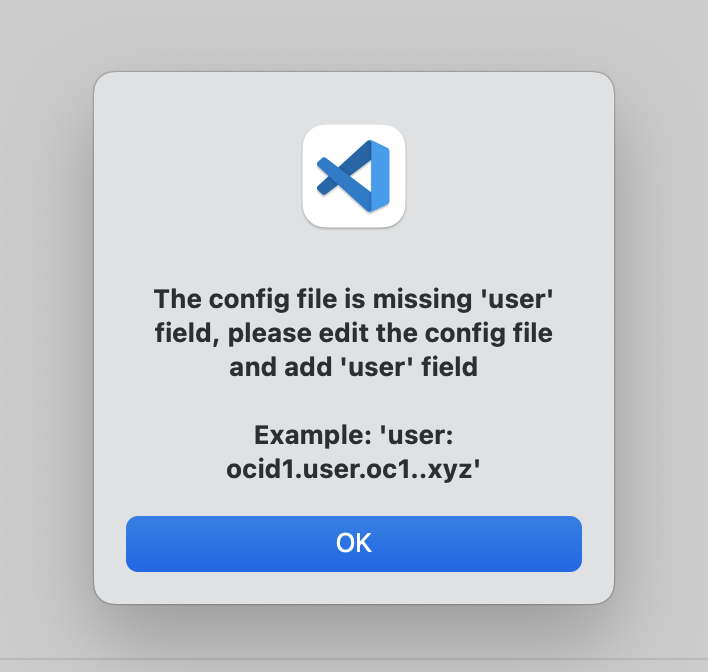 The config file is missing 'user'
field, please edit the config file
and add 'user' field
Example: 'user:
ocid1.user.oc1..xyz'
OK